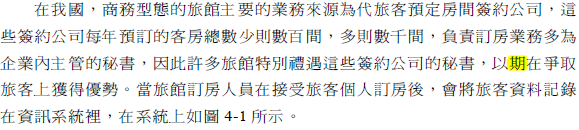 在我國，商務型態的旅館主要的業務來源為代旅客預定房間簽約公司，這
些簽約公司每年預訂的客房總數少則數百間，多則數千間，負責訂房業務多為
企業內主管的秘書，因此許多旅館特別禮遇這些簽約公司的秘書，以期在爭取
旅客上獲得優勢。當旅館訂房人員在接受旅客個人訂房後，會將旅客資料記錄
在資訊系統裡，在系統上如圖 4-1 所示。